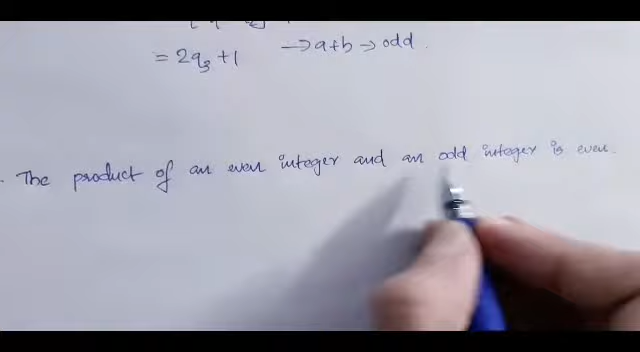 = 2q₃ + 1 → a+b → odd.
The product of an even integer and an odd integer is even.